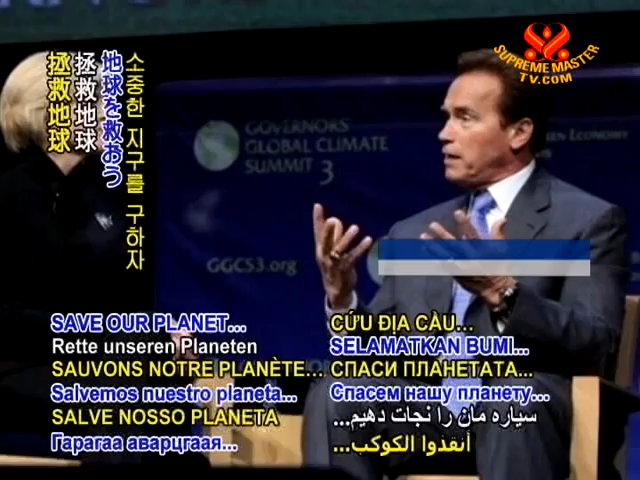 SUPREME MASTER
TV.COM
소중한 지구를 구하자
地球を救おう
拯救地球
拯救地球
GOVERNORS'
GLOBAL CLIMATE
SUMMIT 3
GGCS3.org
SAVE OUR PLANET...
Rette unseren Planeten
SAUVONS NOTRE PLANÈTE...
Salvemos nuestro planeta...
SALVE NOSSO PLANETA
Гарагаа аварцгаая...
CỨU ĐỊA CẦU...
SELAMATKAN BUMI...
СПАСИ ПЛАНЕТАТА...
Спасем нашу планету...
سیاره مان را نجات دهیم...
أنقذوا الكوكب...